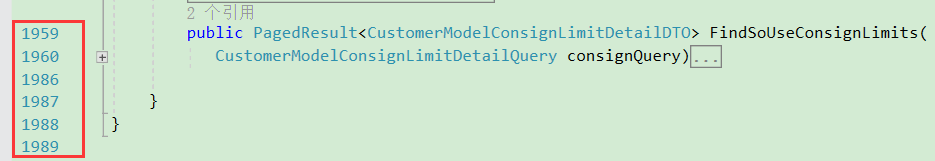 2 个引用
1959 public PagedResult<CustomerModelConsignLimitDetailDTO> FindSoUseConsignLimits(
1960 CustomerModelConsignLimitDetailQuery consignQuery)...
1986
1987 }
1988 }
1989